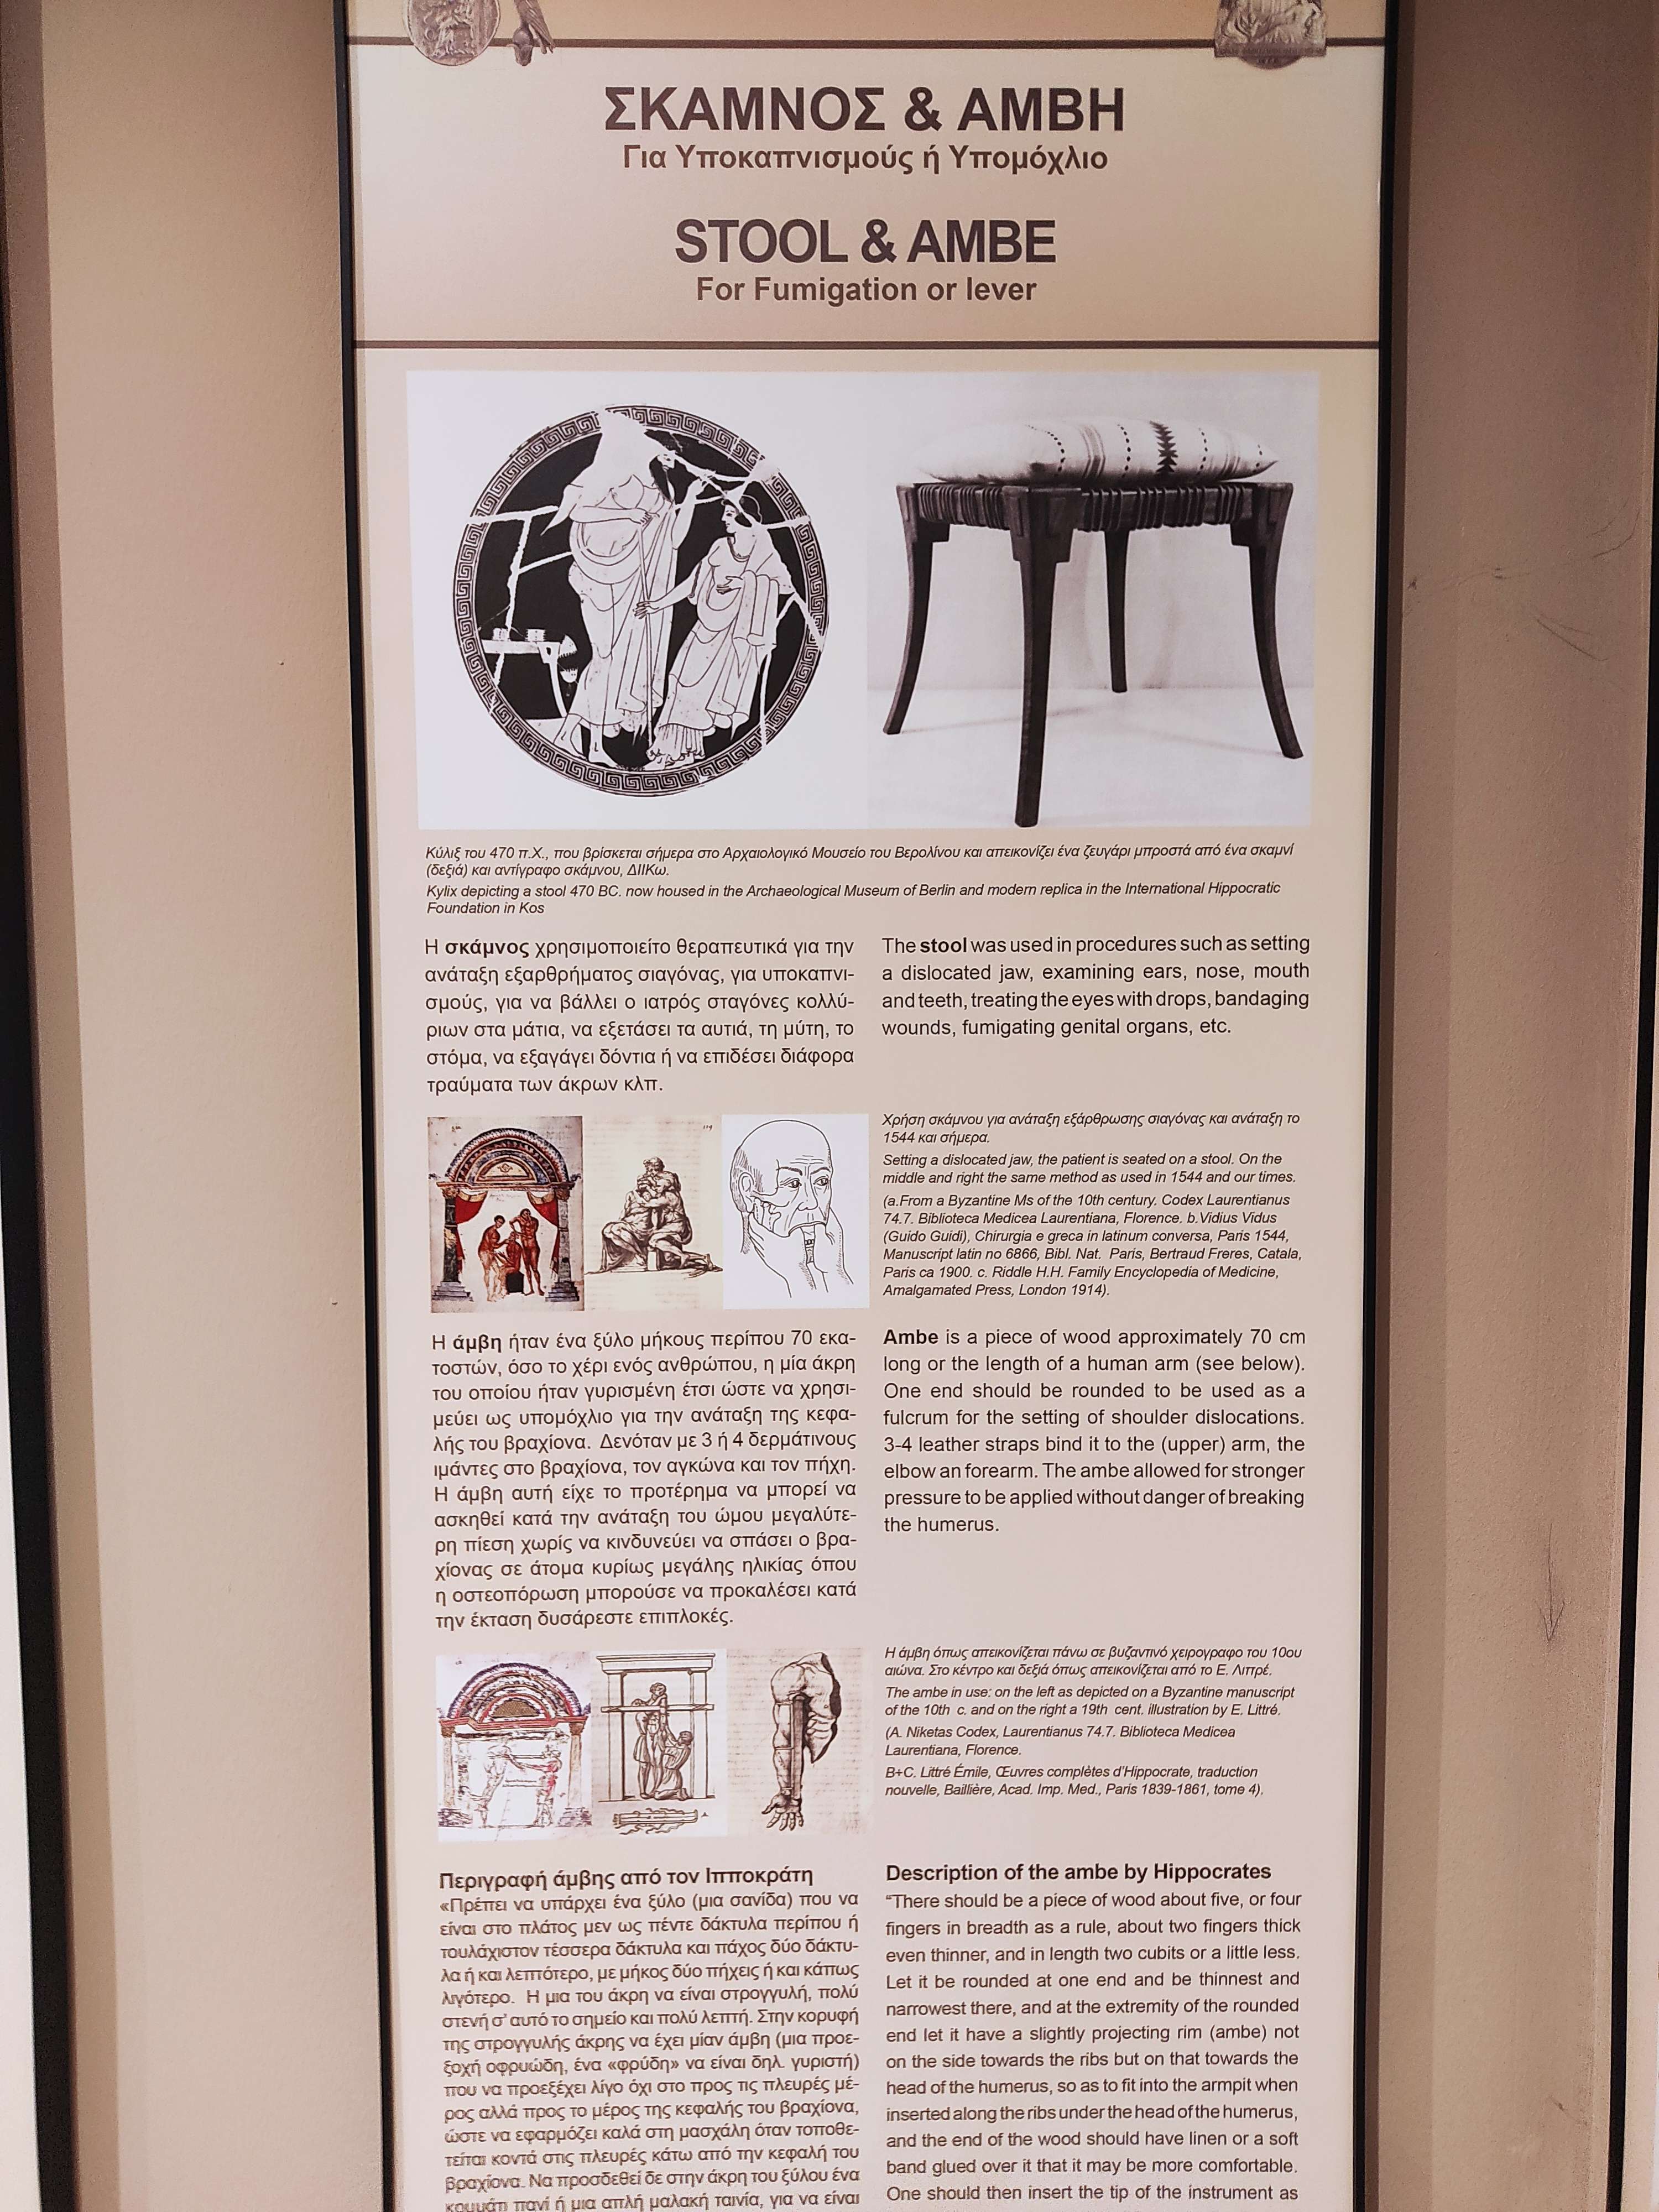 ΣΚΑΜΝΟΣ & ΑΜΒΗ
Για Υποκαπνισμούς ή Υπομόχλιο
STOOL & AMBE
For Fumigation or lever
Κύλιξ του 470 π.Χ., που βρίσκεται σήμερα στο Αρχαιολογικό Μουσείο του Βερολίνου και απεικονίζει ένα ζευγάρι μπροστά από ένα σκαμνί
(δεξιά) και αντίγραφο σκάμνου, ΔΙΙΚω.
Kylix depicting a stool 470 BC. now housed in the Archaeological Museum of Berlin and modern replica in the International Hippocratic
Foundation in Kos
Η σκάμνος χρησιμοποιείτο θεραπευτικά για την
ανάταξη εξαρθρήματος σιαγόνας, για υποκαπνι-
σμούς, για να βάλλει ο ιατρός σταγόνες κολλύ-
ριων στα μάτια, να εξετάσει τα αυτιά, τη μύτη, το
στόμα, να εξαγάγει δόντια ή να επιδέσει διάφορα
τραύματα των άκρων κλπ.
The stool was used in procedures such as setting
a dislocated jaw, examining ears, nose, mouth
and teeth, treating the eyes with drops, bandaging
wounds, fumigating genital organs, etc.
Χρήση σκάμνου για ανάταξη εξάρθρωσης σιαγόνας και ανάταξη το
1544 και σήμερα.
Setting a dislocated jaw, the patient is seated on a stool. On the
middle and right the same method as used in 1544 and our times.
(a.From a Byzantine Ms of the 10th century. Codex Laurentianus
74.7. Biblioteca Medicea Laurentiana, Florence. b.Vidius Vidus
(Guido Guidi), Chirurgia e greca in latinum conversa, Paris 1544,
Manuscript latin no 6866, Bibl. Nat. Paris, Bertraud Freres, Catala,
Paris ca 1900. c. Riddle H.H. Family Encyclopedia of Medicine,
Amalgamated Press, London 1914).
Η άμβη ήταν ένα ξύλο μήκους περίπου 70 εκα-
τοστών, όσο το χέρι ενός ανθρώπου, η μία άκρη
του οποίου ήταν γυρισμένη έτσι ώστε να χρησι-
μεύει ως υπομόχλιο για την ανάταξη της κεφα-
λής του βραχίονα. Δενόταν με 3 ή 4 δερμάτινους
ιμάντες στο βραχίονα, τον αγκώνα και τον πήχη.
Η άμβη αυτή είχε το προτέρημα να μπορεί να
ασκηθεί κατά την ανάταξη του ώμου μεγαλύτε-
ρη πίεση χωρίς να κινδυνεύει να σπάσει ο βρα-
χίονας σε άτομα κυρίως μεγάλης ηλικίας όπου
η οστεοπόρωση μπορούσε να προκαλέσει κατά
την έκταση δυσάρεστε επιπλοκές.
Ambe is a piece of wood approximately 70 cm
long or the length of a human arm (see below).
One end should be rounded to be used as a
fulcrum for the setting of shoulder dislocations.
3-4 leather straps bind it to the (upper) arm, the
elbow an forearm. The ambe allowed for stronger
pressure to be applied without danger of breaking
the humerus.
Η άμβη όπως απεικονίζεται πάνω σε βυζαντινό χειρογραφο του 10ου
αιώνα. Στο κέντρο και δεξιά όπως απεικονίζεται από το Ε. Λιτρέ.
The ambe in use: on the left as depicted on a Byzantine manuscript
of the 10th c. and on the right a 19th cent. illustration by E. Littré.
(A. Niketas Codex, Laurentianus 74.7. Biblioteca Medicea
Laurentiana, Florence.
B+C. Littré Émile, Œuvres complètes d'Hippocrate, traduction
nouvelle, Baillière, Acad. Imp. Med., Paris 1839-1861, tome 4).
Περιγραφή άμβης από τον Ιπποκράτη
«Πρέπει να υπάρχει ένα ξύλο (μια σανίδα) που να
είναι στο πλάτος μεν ως πέντε δάκτυλα περίπου ή
τουλάχιστον τέσσερα δάκτυλα και πάχος δύο δάκτυ-
λα ή και λεπτότερο, με μήκος δύο πήχεις ή και κάπως
λιγότερο. Η μια του άκρη να είναι στρογγυλή, πολύ
στενή σ' αυτό το σημείο και πολύ λεπτή. Στην κορυφή
της στρογγυλής άκρης να έχει μίαν άμβη (μια προε-
ξοχή οφρυώδη, ένα «φρύδη» να είναι δηλ. γυριστή)
που να προεξέχει λίγο όχι στο προς τις πλευρές μέ-
ρος αλλά προς το μέρος της κεφαλής του βραχίονα,
ώστε να εφαρμόζει καλά στη μασχάλη όταν τοποθε-
τείται κοντά στις πλευρές κάτω από την κεφαλή του
βραχίονα. Να προσδεθεί δε στην άκρη του ξύλου ένα
κομμάτι πανί ή μια απλή μαλακή ταινία, για να είναι
Description of the ambe by Hippocrates
“There should be a piece of wood about five, or four
fingers in breadth as a rule, about two fingers thick
even thinner, and in length two cubits or a little less.
Let it be rounded at one end and be thinnest and
narrowest there, and at the extremity of the rounded
end let it have a slightly projecting rim (ambe) not
on the side towards the ribs but on that towards the
head of the humerus, so as to fit into the armpit when
inserted along the ribs under the head of the humerus,
and the end of the wood should have linen or a soft
band glued over it that it may be more comfortable.
One should then insert the tip of the instrument as